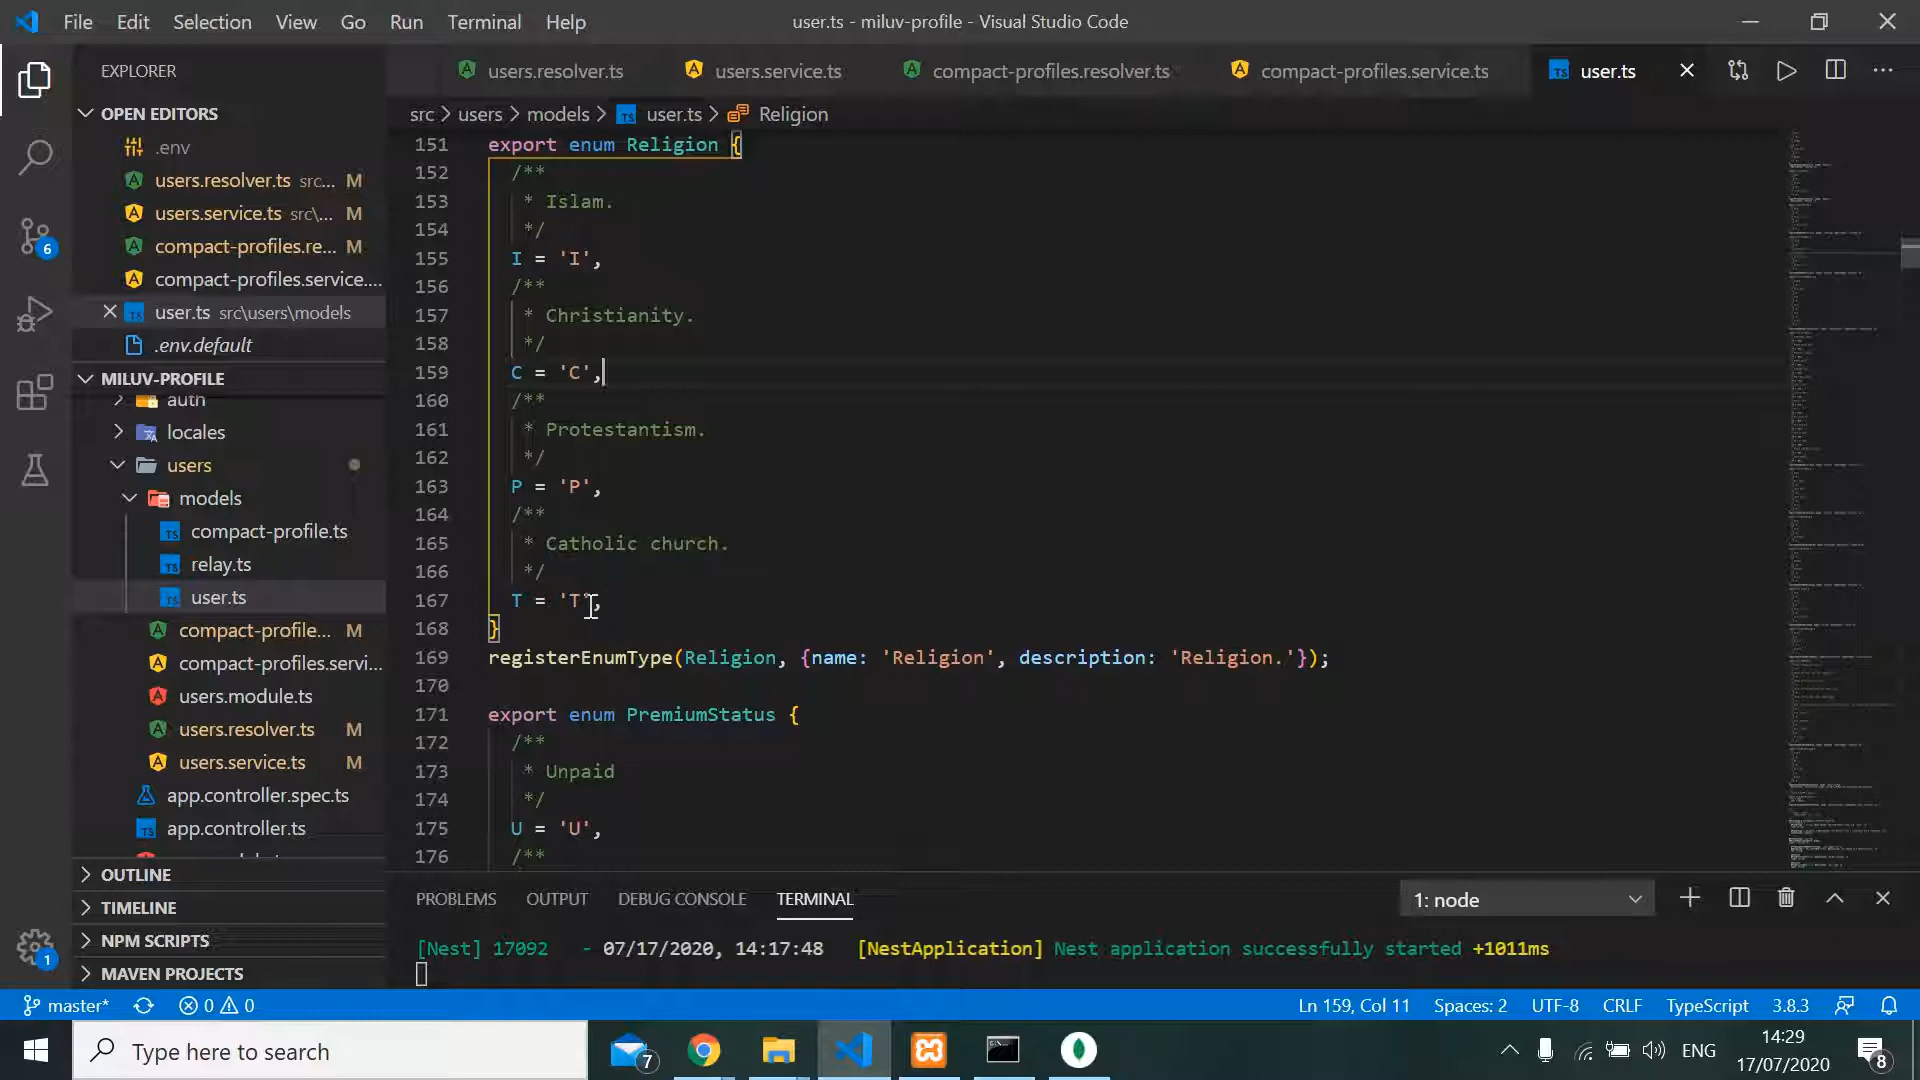 File Edit Selection View Go Run Terminal Help
user.ts - miluv-profile - Visual Studio Code
EXPLORER
OPEN EDITORS
.env
users.resolver.ts src... M
users.service.ts src\... M
compact-profiles.re... M
compact-profiles.service....
user.ts src\users\models
.env.default
MILUV-PROFILE
auth
locales
users
models
compact-profile.ts
relay.ts
user.ts
compact-profile... M
compact-profiles.servi...
users.module.ts
users.resolver.ts M
users.service.ts M
app.controller.spec.ts
app.controller.ts
OUTLINE
TIMELINE
NPM SCRIPTS
MAVEN PROJECTS
6
1
users.resolver.ts users.service.ts compact-profiles.resolver.ts compact-profiles.service.ts user.ts
src > users > models > user.ts > Religion
151 export enum Religion {
152 /**
153 * Islam.
154 */
155 I = 'I',
156 /**
157 * Christianity.
158 */
159 C = 'C',
160 /**
161 * Protestantism.
162 */
163 P = 'P',
164 /**
165 * Catholic church.
166 */
167 T = 'T',
168 }
169 registerEnumType(Religion, {name: 'Religion', description: 'Religion.'});
170
171 export enum PremiumStatus {
172 /**
173 * Unpaid
174 */
175 U = 'U',
176 /**
PROBLEMS OUTPUT DEBUG CONSOLE TERMINAL
1: node
[Nest] 17092 - 07/17/2020, 14:17:48 [NestApplication] Nest application successfully started +1011ms
master* 0 0
Ln 159, Col 11 Spaces: 2 UTF-8 CRLF TypeScript 3.8.3
Type here to search
7
ENG
14:29
17/07/2020
8